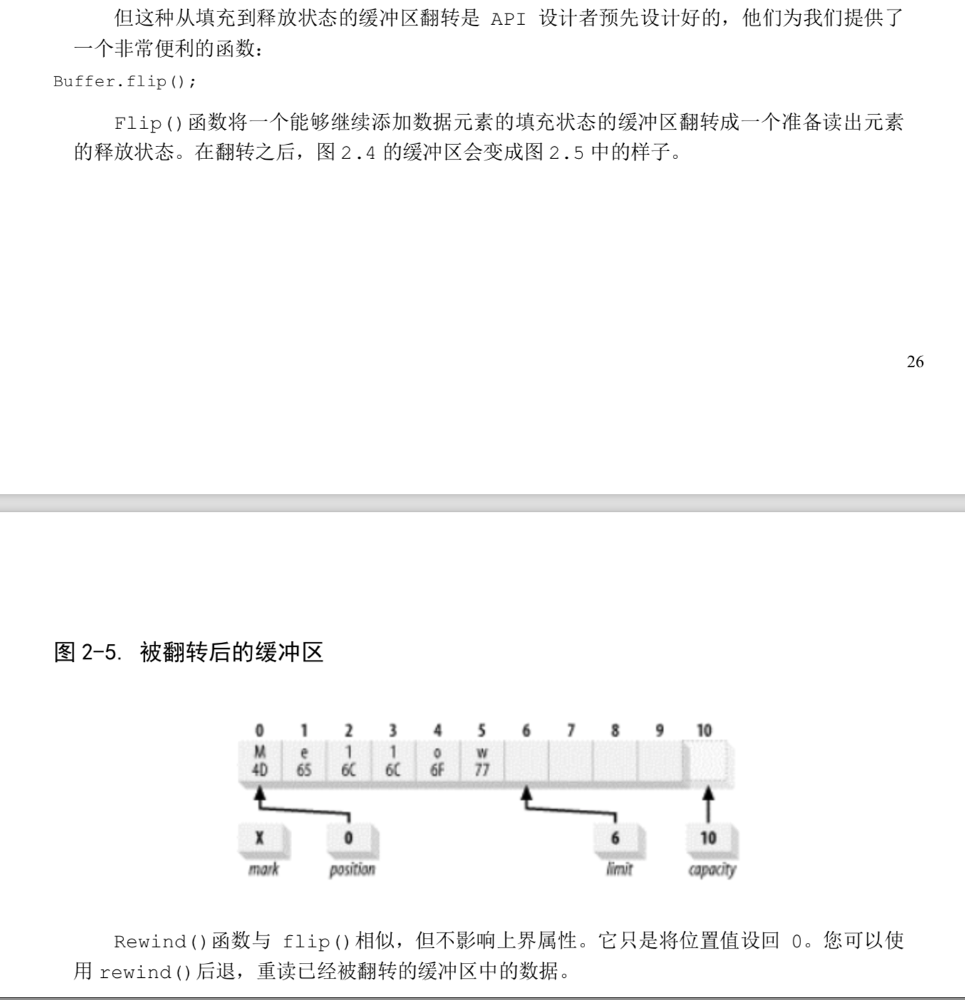 但这种从填充到释放状态的缓冲区翻转是 API 设计者预先设计好的，他们为我们提供了
一个非常便利的函数：
Buffer.flip();
Flip()函数将一个能够继续添加数据元素的填充状态的缓冲区翻转成一个准备读出元素
的释放状态。在翻转之后，图 2.4 的缓冲区会变成图 2.5 中的样子。
26
图 2-5. 被翻转后的缓冲区
0 1 2 3 4 5 6 7 8 9 10
M e l l o w
4D 65 6C 6C 6F 77
X 0 6 10
mark position limit capacity
Rewind()函数与 flip()相似，但不影响上界属性。它只是将位置值设回 0。您可以使
用 rewind()后退，重读已经被翻转的缓冲区中的数据。